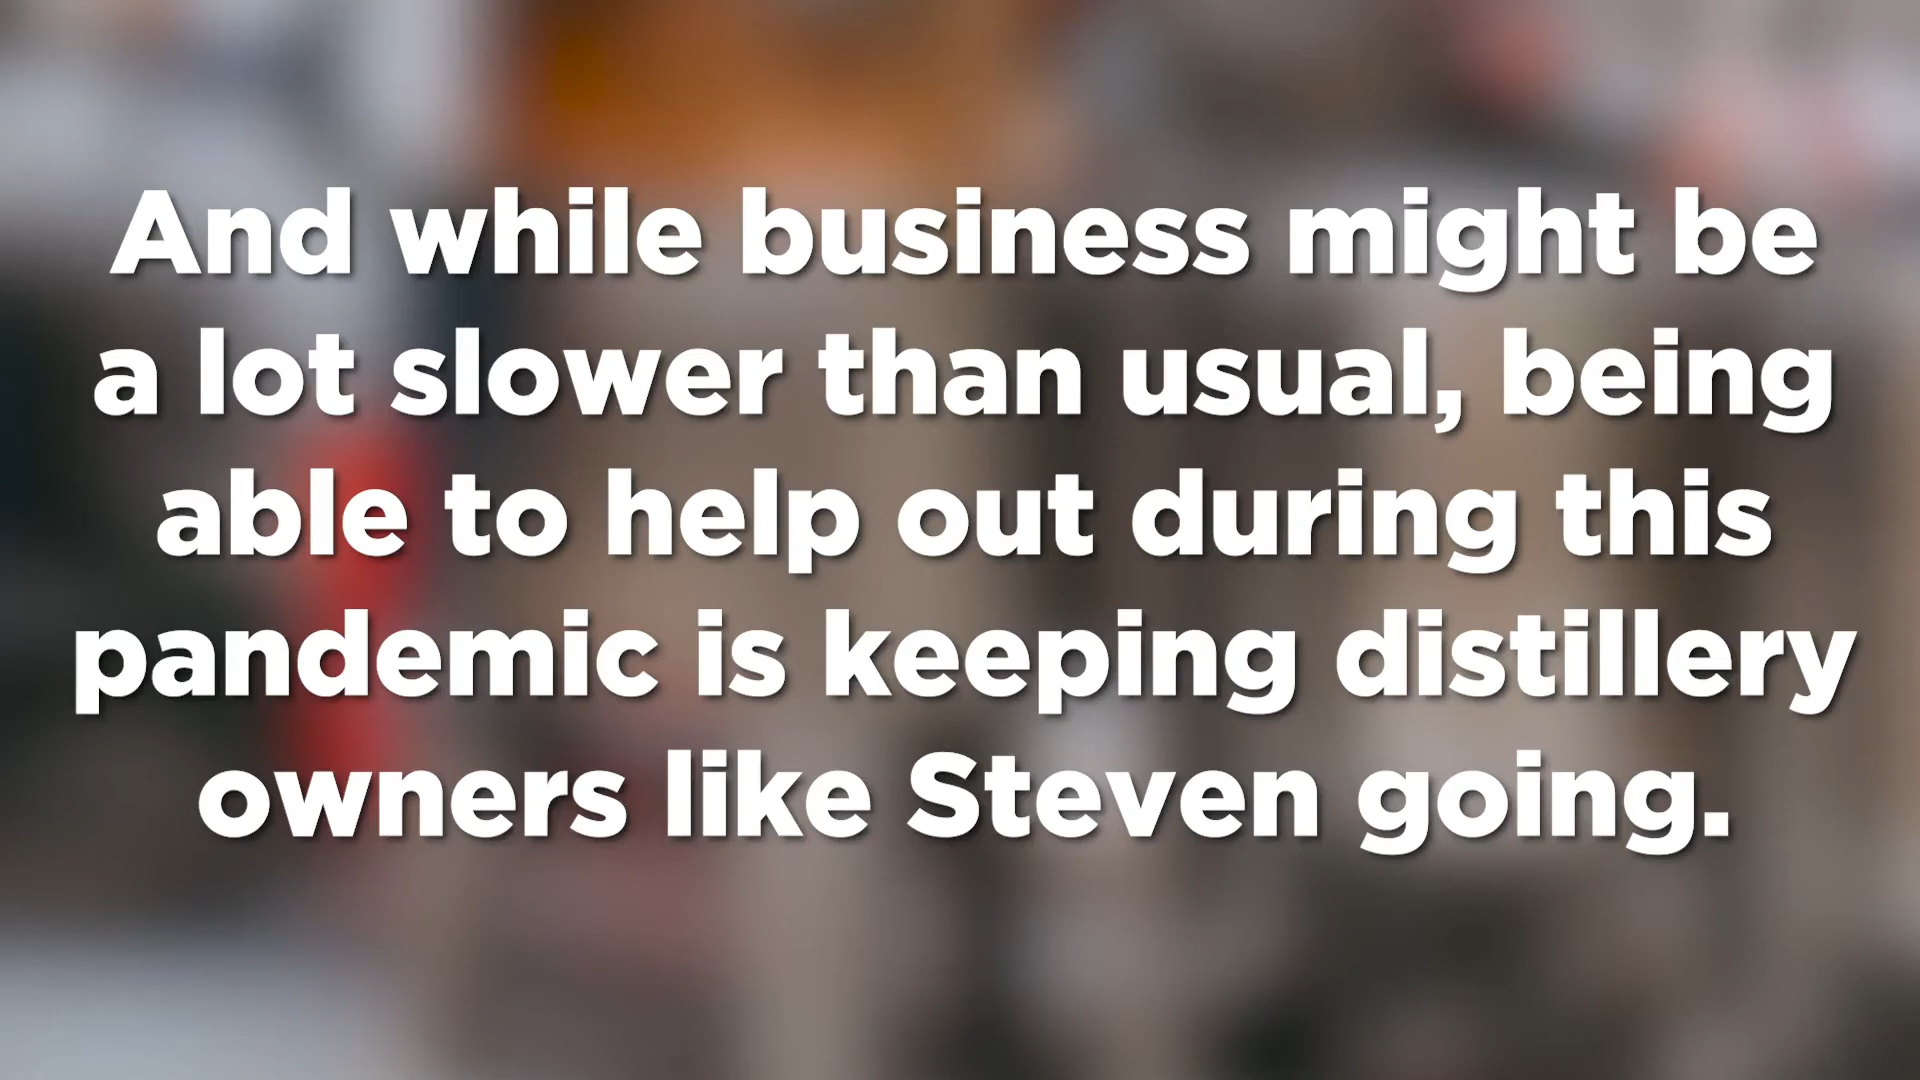 And while business might be
a lot slower than usual, being
able to help out during this
pandemic is keeping distillery
owners like Steven going.